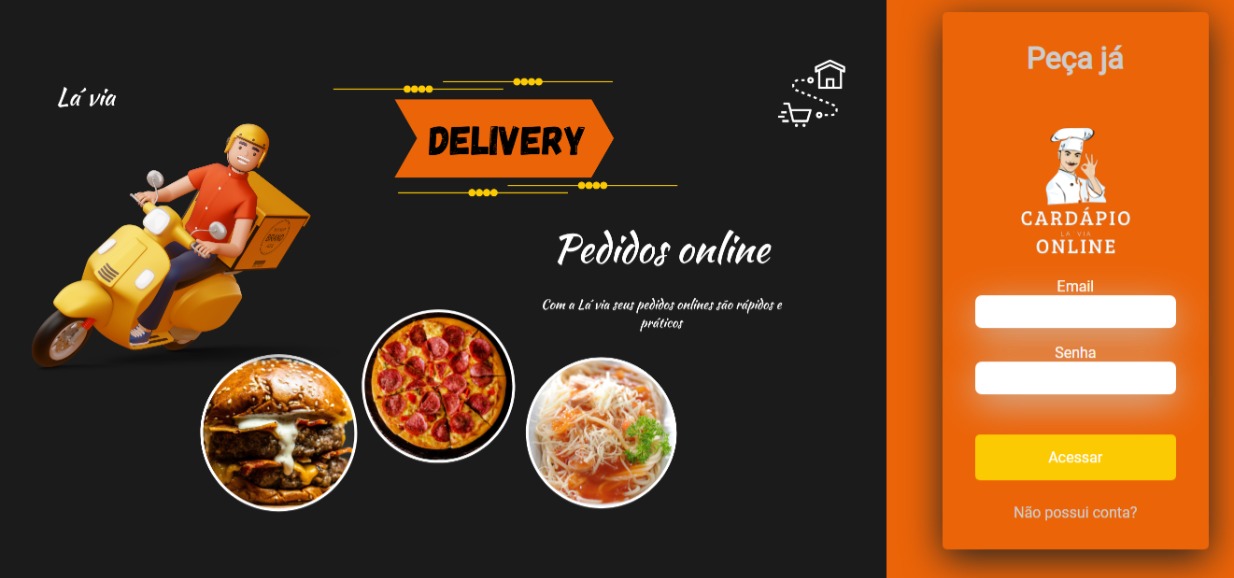 Lá via
DELIVERY
Pedidos online
Com a Lá via seus pedidos onlines são rápidos e
práticos
Peça já
CARDÁPIO
LA VIA
ONLINE
Email
Senha
Acessar
Não possui conta?